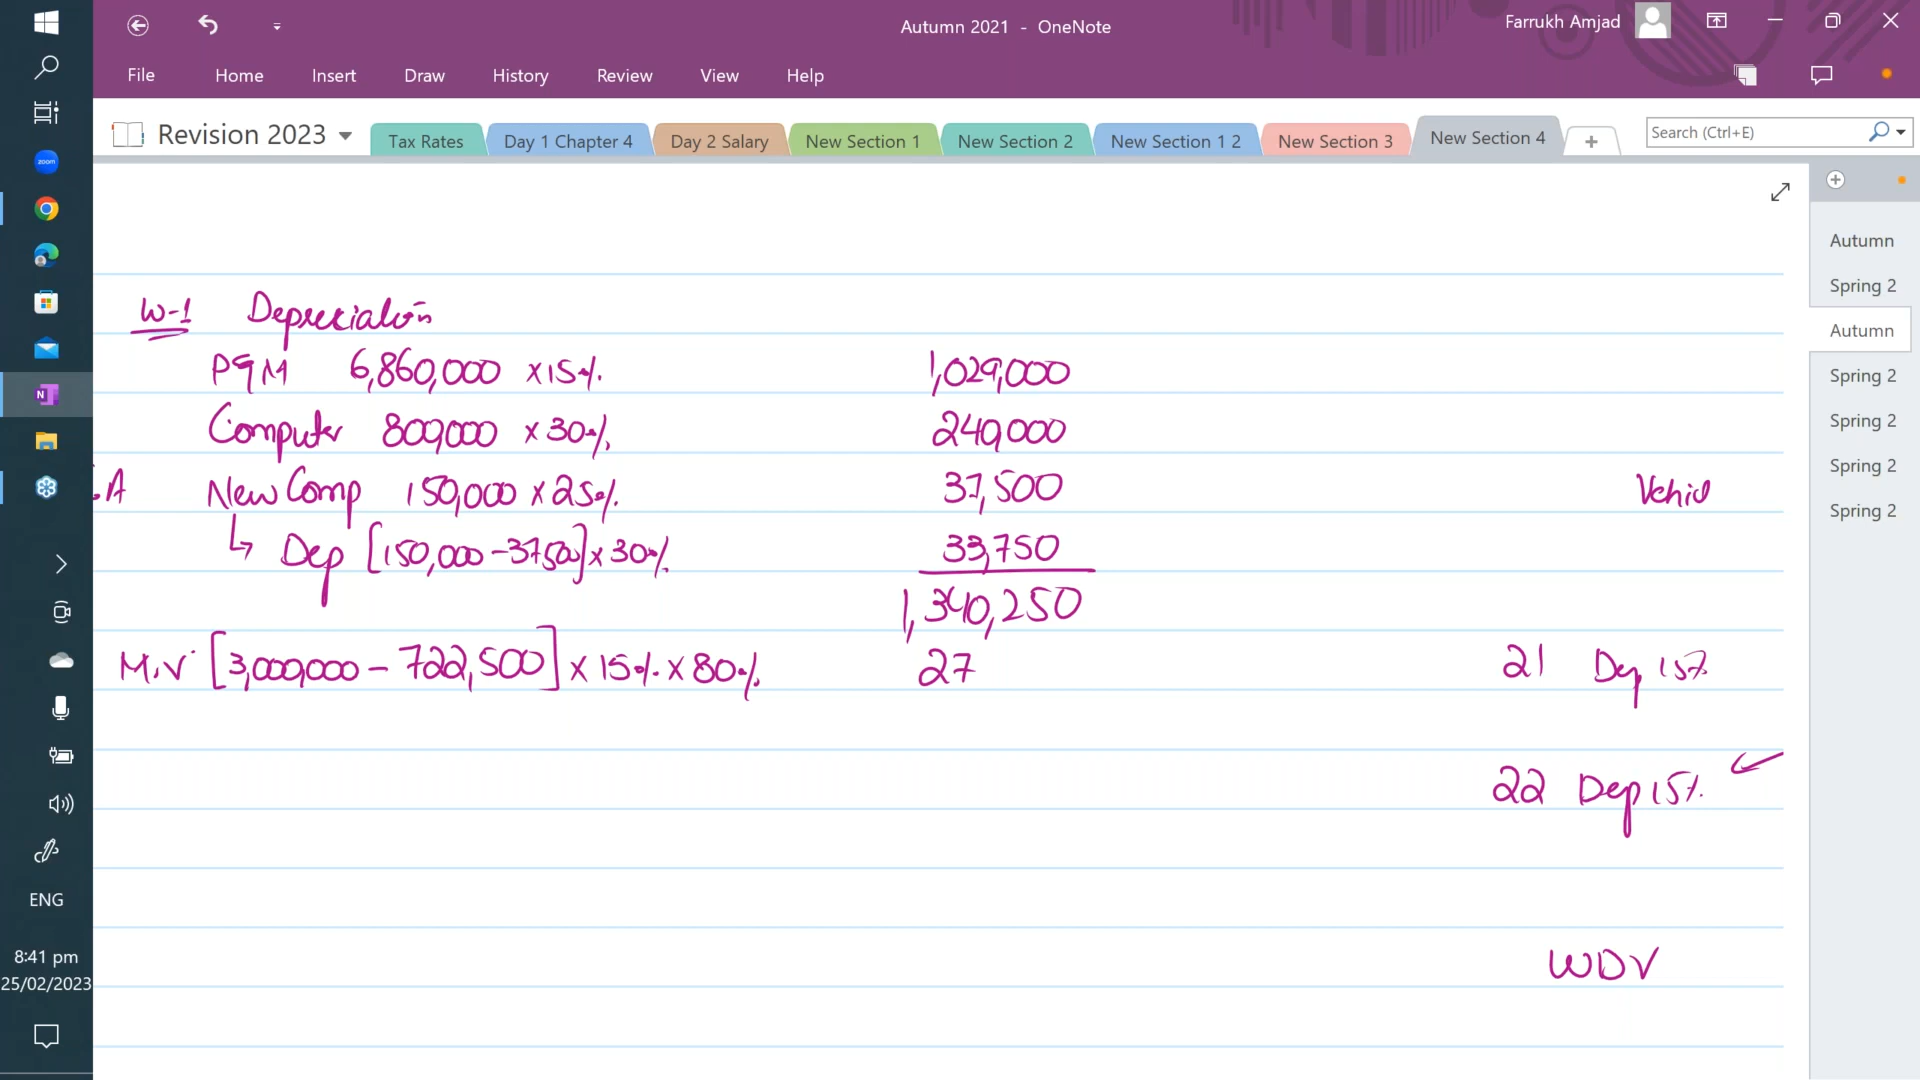 Autumn 2021 - OneNote
Farrukh Amjad
File Home Insert Draw History Review View Help
Revision 2023
Tax Rates
Day 1 Chapter 4
Day 2 Salary
New Section 1
New Section 2
New Section 1 2
New Section 3
New Section 4
Search (Ctrl+E)
Autumn
Spring 2
Autumn
Spring 2
Spring 2
Spring 2
Spring 2
W-1 Depreciation
P&M 6,860,000 ×15% 1,029,000
Computer 800,000 ×30% 240,000
.A New Comp 150,000 ×25% 37,500 Vehicl
↳ Dep [150,000-37500]×30% 33,750
1,340,250
M.V [3,000,000-722,500] ×15%×80% 27 21 Dep 15%
22 Dep 15%
WDV
zoom
N
ENG
8:41 pm
25/02/2023